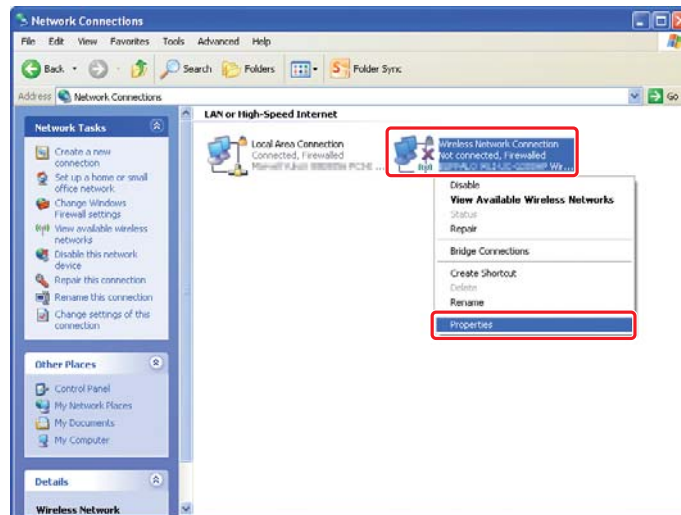 Network Connections
File Edit View Favorites Tools Advanced Help
Back Search Folders Folder Sync
Address Network Connections Go
Network Tasks
Create a new
connection
Set up a home or small
office network
Change Windows
Firewall settings
View available wireless
networks
Disable this network
device
Repair this connection
Rename this connection
Change settings of this
connection
Other Places
Control Panel
My Network Places
My Documents
My Computer
Details
Wireless Network
LAN or High-Speed Internet
Local Area Connection
Connected, Firewalled
Wireless Network Connection
Not connected, Firewalled
Wir...
Disable
View Available Wireless Networks
Status
Repair
Bridge Connections
Create Shortcut
Delete
Rename
Properties